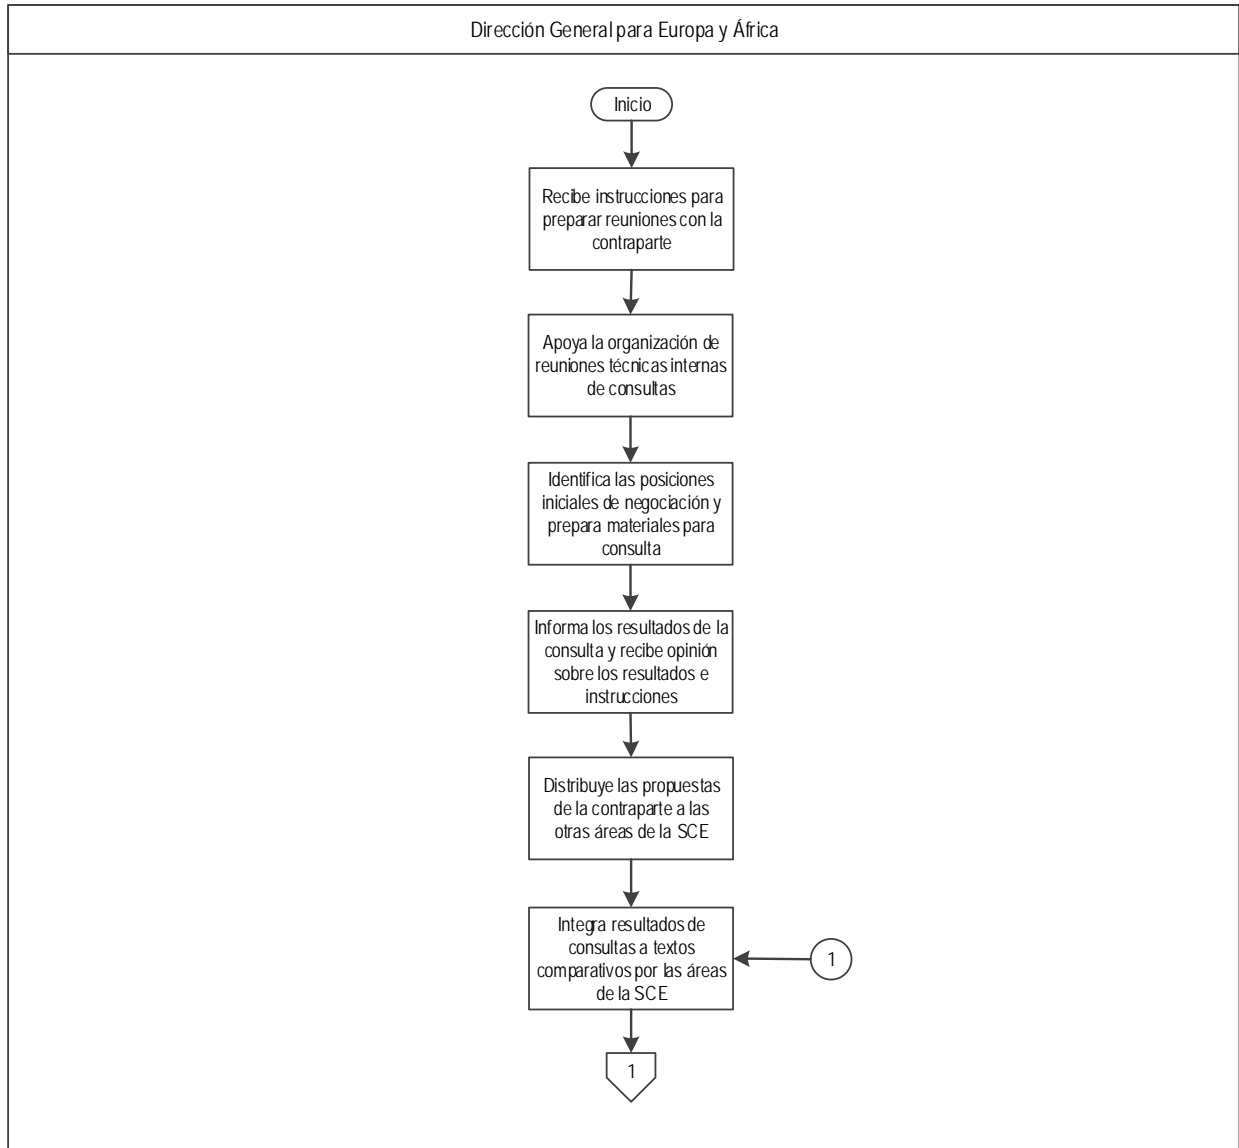 Dirección General para Europa y África
Inicio
Recibe instrucciones para
preparar reuniones con la
contraparte
Apoya la organización de
reuniones técnicas internas
de consultas
Identifica las posiciones
iniciales de negociación y
prepara materiales para
consulta
Informa los resultados de la
consulta y recibe opinión
sobre los resultados e
instrucciones
Distribuye las propuestas
de la contraparte a las
otras áreas de la SCE
Integra resultados de
consultas a textos
comparativos por las áreas
de la SCE
1
1